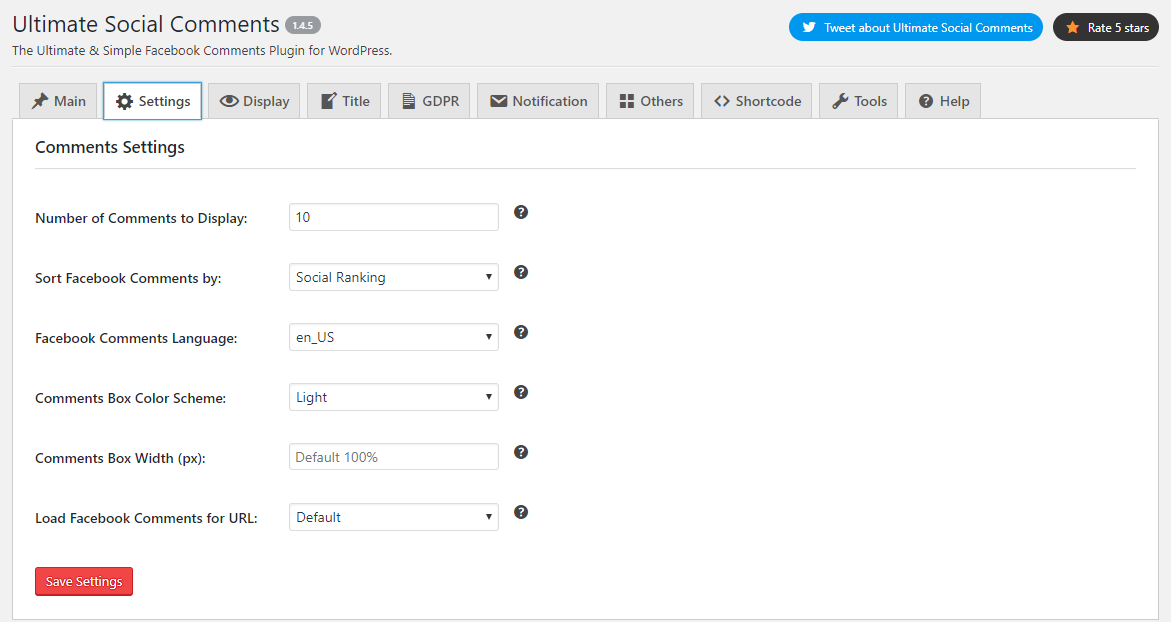 Ultimate Social Comments 1.4.5
Tweet about Ultimate Social Comments
Rate 5 stars
The Ultimate & Simple Facebook Comments Plugin for WordPress.
Main
Settings
Display
Title
GDPR
Notification
Others
Shortcode
Tools
Help
Comments Settings
Number of Comments to Display: 10
Sort Facebook Comments by: Social Ranking
Facebook Comments Language: en_US
Comments Box Color Scheme: Light
Comments Box Width (px): Default 100%
Load Facebook Comments for URL: Default
Save Settings